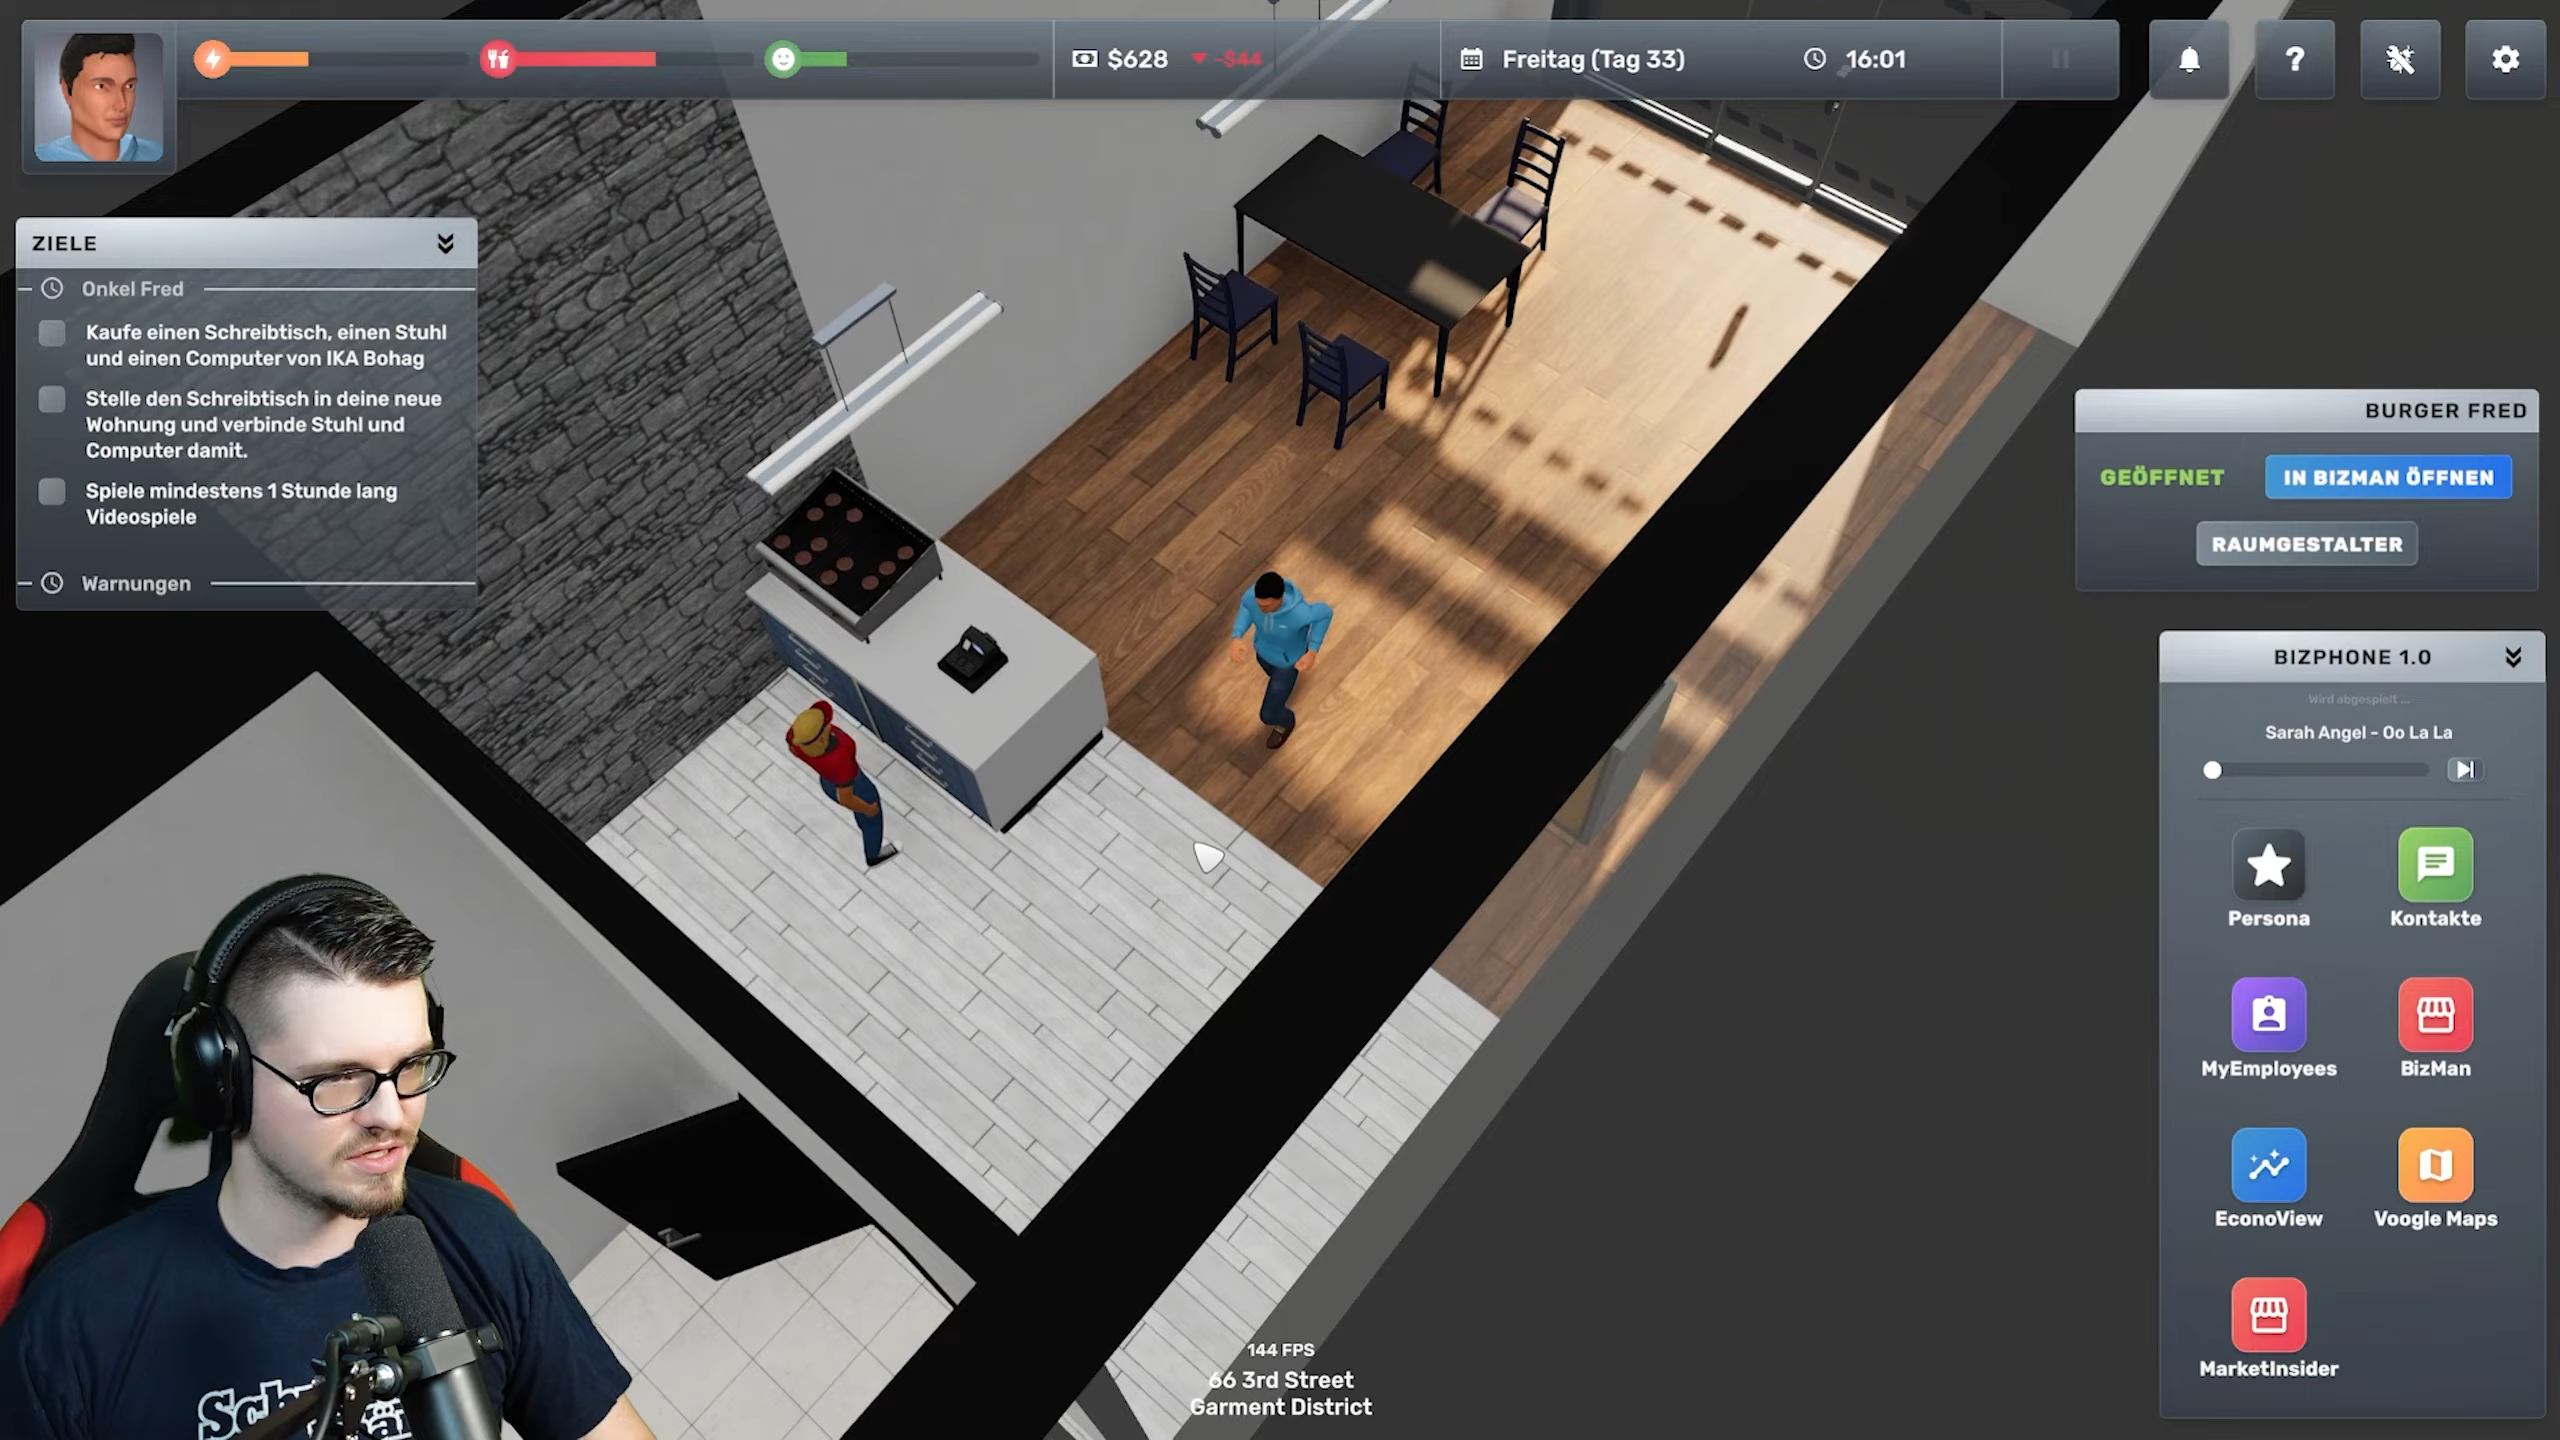 $628
-$44
Freitag (Tag 33)
16:01
?
ZIELE
Onkel Fred
Kaufe einen Schreibtisch, einen Stuhl
und einen Computer von IKA Bohag
Stelle den Schreibtisch in deine neue
Wohnung und verbinde Stuhl und
Computer damit.
Spiele mindestens 1 Stunde lang
Videospiele
Warnungen
BURGER FRED
GEÖFFNET
IN BIZMAN ÖFFNEN
RAUMGESTALTER
BIZPHONE 1.0
Wird abgespielt ...
Sarah Angel - Oo La La
Persona
Kontakte
MyEmployees
BizMan
EconoView
Voogle Maps
MarketInsider
144 FPS
66 3rd Street
Garment District